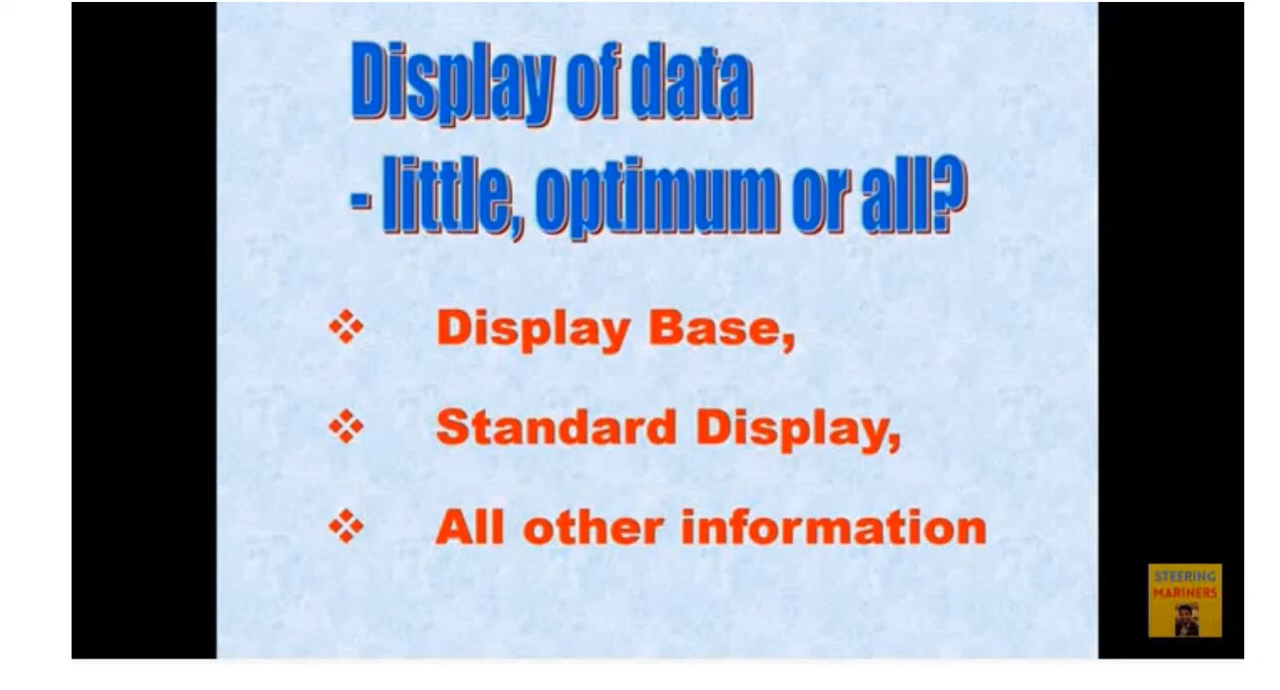 Display of data
- little, optimum or all?
❖ Display Base,
❖ Standard Display,
❖ All other information
STEERING
MARINERS